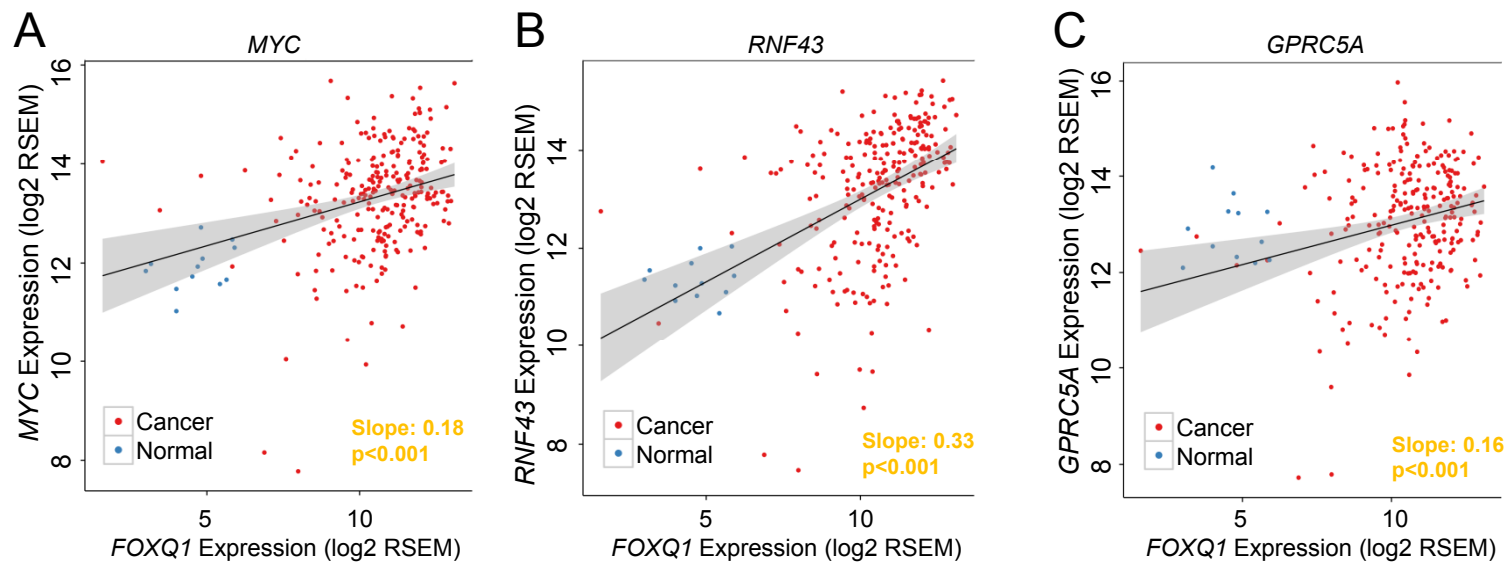 A
MYC
MYC Expression (log2 RSEM)
16
14
12
10
8
Cancer
Normal
Slope: 0.18
p<0.001
5
10
FOXQ1 Expression (log2 RSEM)
B
RNF43
RNF43 Expression (log2 RSEM)
14
12
10
8
Cancer
Normal
Slope: 0.33
p<0.001
5
10
FOXQ1 Expression (log2 RSEM)
C
GPRC5A
GPRC5A Expression (log2 RSEM)
16
14
12
10
8
Cancer
Normal
Slope: 0.16
p<0.001
5
10
FOXQ1 Expression (log2 RSEM)